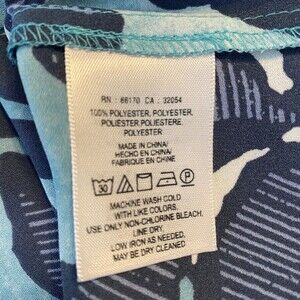 RN : 66170 CA : 32054
100% POLYESTER, POLYESTER,
POLIESTER,POLIESTERE,
POLYESTER
MADE IN CHINA/
HECHO EN CHINA/
FABRIQUE EN CHINE
30 P
MACHINE WASH COLD
WITH LIKE COLORS.
USE ONLY NON-CHLORINE BLEACH.
LINE DRY.
LOW IRON AS NEEDED.
MAY BE DRY CLEANED